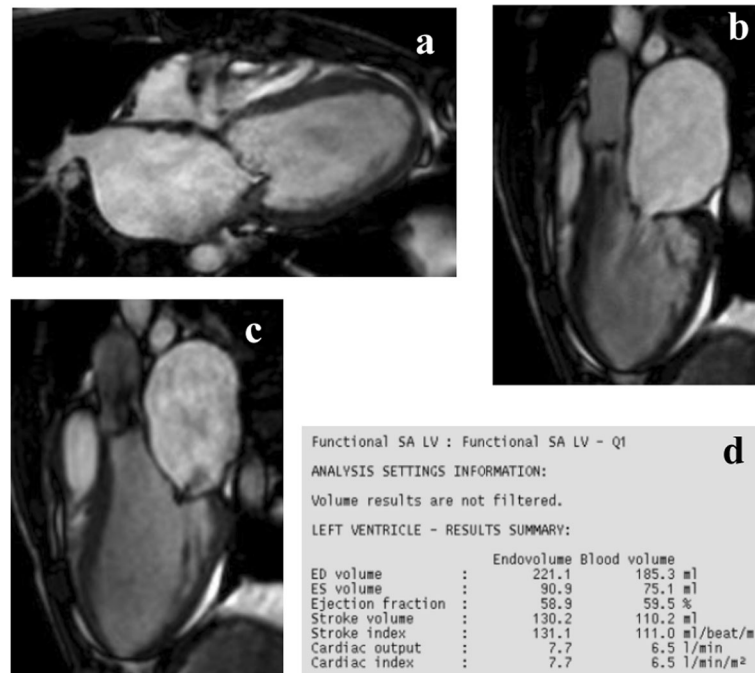 a
b
c
d
Functional SA LV : Functional SA LV - Q1
ANALYSIS SETTINGS INFORMATION:
Volume results are not filtered.
LEFT VENTRICLE - RESULTS SUMMARY:
Endovolume Blood volume
ED volume : 221.1 185.3 ml
ES volume : 90.9 75.1 ml
Ejection fraction : 58.9 59.5 %
Stroke volume : 130.2 110.2 ml
Stroke index : 131.1 111.0 ml/beat/m
Cardiac output : 7.7 6.5 l/min
Cardiac index : 7.7 6.5 l/min/m²